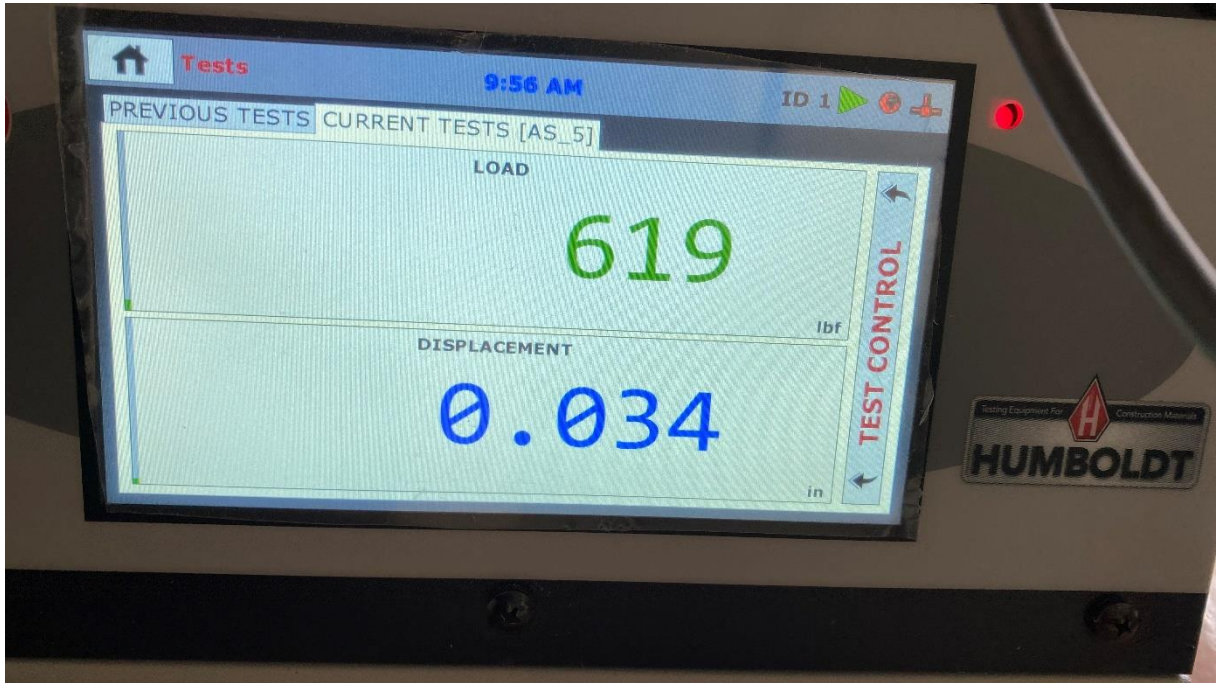 Tests 9:56 AM ID 1
PREVIOUS TESTS CURRENT TESTS [AS_5]
LOAD
619
lbf
DISPLACEMENT
0.034
in
TEST CONTROL
Testing Equipment For H Construction Materials
HUMBOLDT